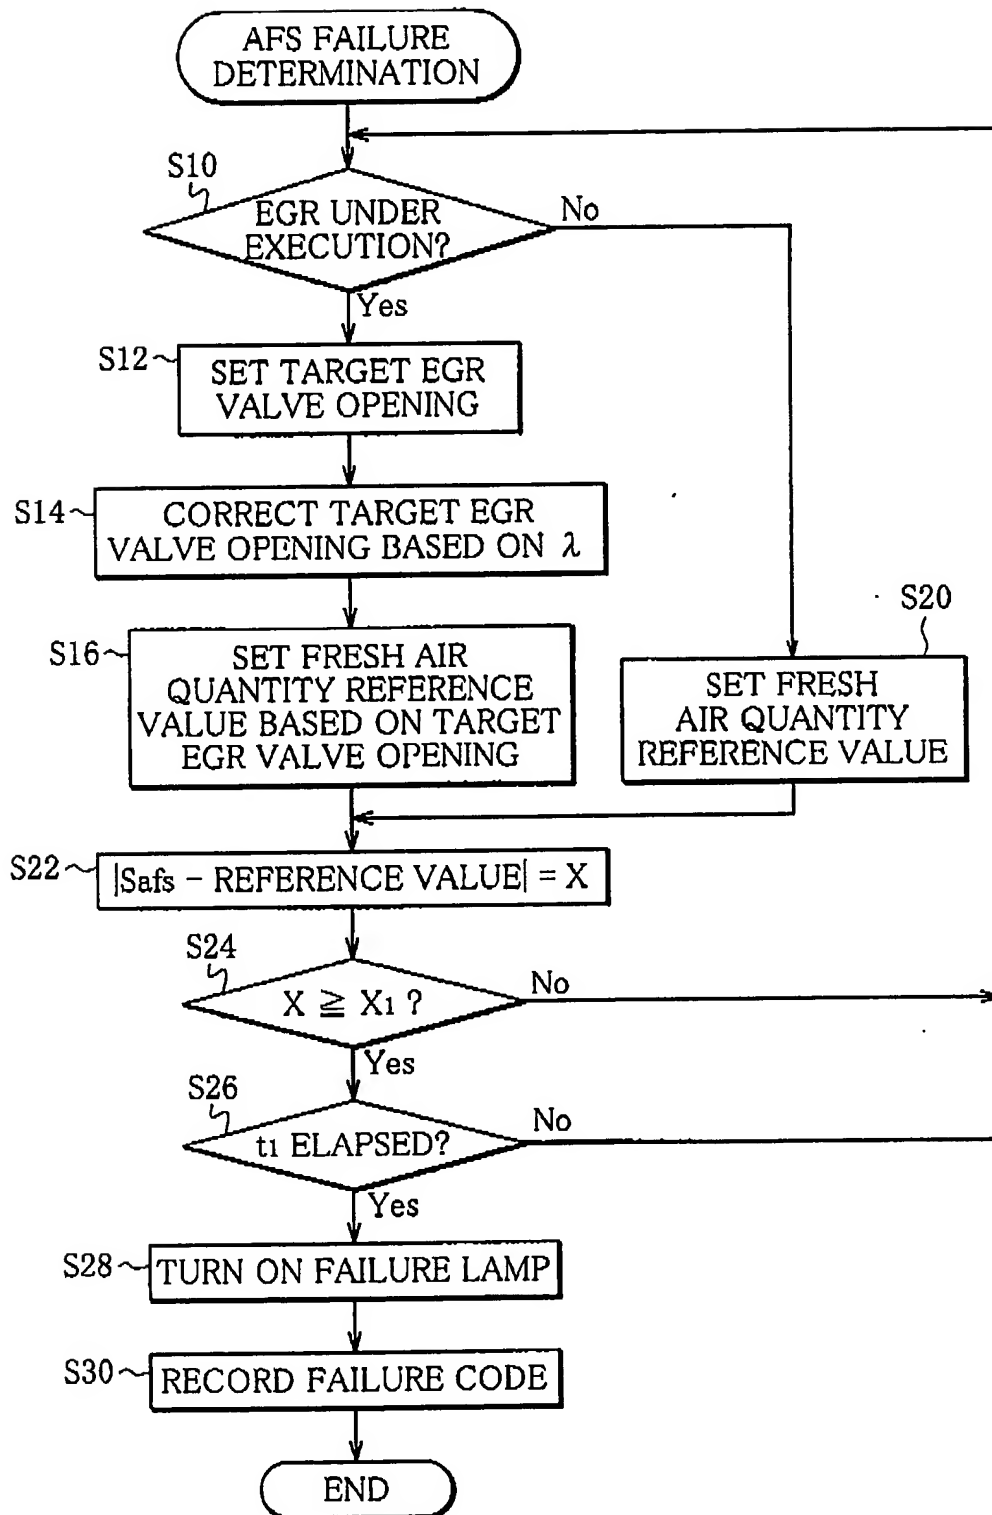 AFS FAILURE
DETERMINATION
S10
EGR UNDER
EXECUTION?
No
Yes
S12
SET TARGET EGR
VALVE OPENING
S14
CORRECT TARGET EGR
VALVE OPENING BASED ON λ
S16
SET FRESH AIR
QUANTITY REFERENCE
VALUE BASED ON TARGET
EGR VALVE OPENING
S20
SET FRESH
AIR QUANTITY
REFERENCE VALUE
S22
|Safs - REFERENCE VALUE| = X
S24
X ≧ X1 ?
No
Yes
S26
t1 ELAPSED?
No
Yes
S28
TURN ON FAILURE LAMP
S30
RECORD FAILURE CODE
END